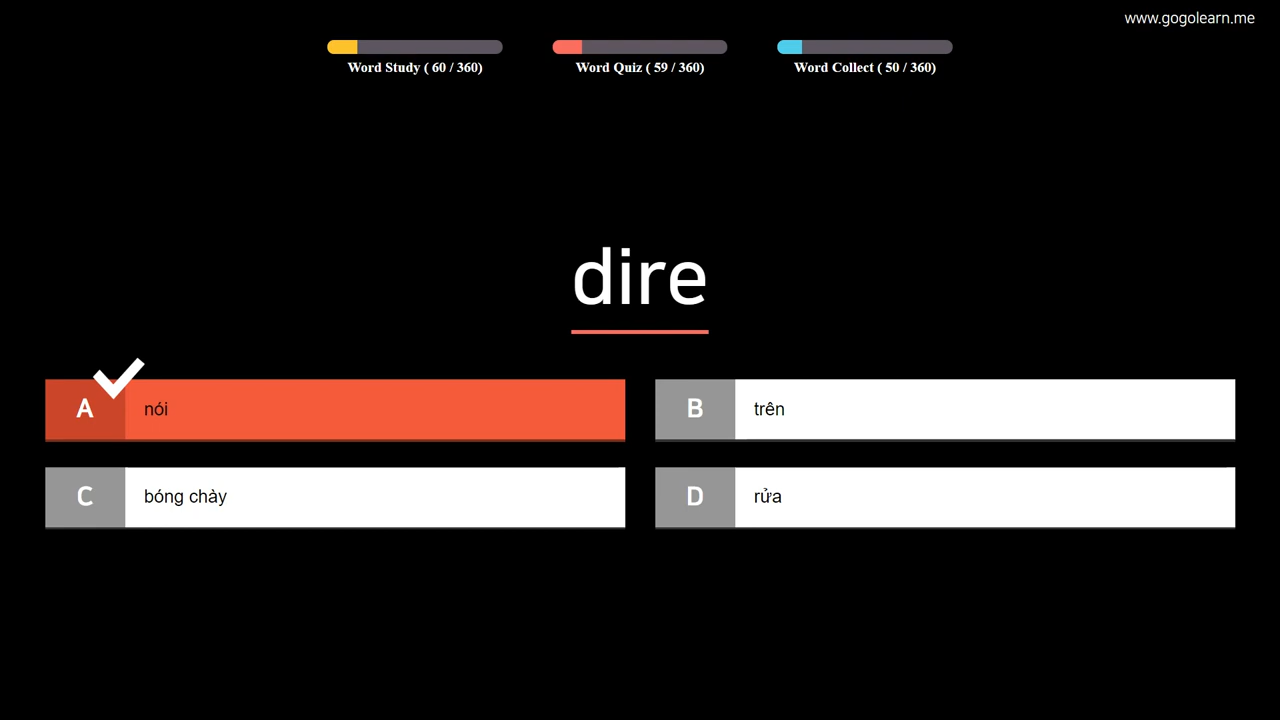 www.gogolearn.me
Word Study ( 60 / 360)
Word Quiz ( 59 / 360)
Word Collect ( 50 / 360)
dire
A nói
B trên
C bóng chày
D rửa